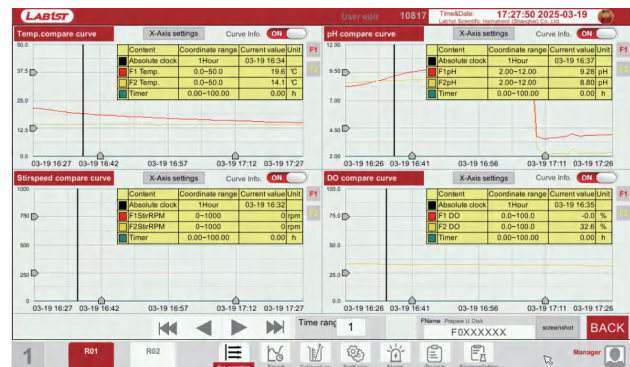 LABIST
User edit 10817 Time&Date: 17:27:50 2025-03-19
Lab1st Scientific Instrument (Shanghai) Co.,Ltd.
Temp.compare curve X-Axis settings Curve Info. ON
50.0
37.5
25.0
12.5
0.0
Content Coordinate range Current value Unit
Absolute clock 1Hour 03-19 16:34
F1 Temp. 0.0~50.0 19.6 ℃
F2 Temp. 0.0~50.0 14.1 ℃
Timer 0.00~100.00 0.00 h
F1
03-19 16:27 03-19 16:42 03-19 16:57 03-19 17:12 03-19 17:27
pH compare curve X-Axis settings Curve Info. ON
12.00
9.50
7.00
4.50
2.00
Content Coordinate range Current value Unit
Absolute clock 1Hour 03-19 16:37
F1pH 2.00~12.00 9.28 pH
F2pH 2.00~12.00 8.80 pH
Timer 0.00~100.00 0.00 h
F1
03-19 16:26 03-19 16:41 03-19 16:56 03-19 17:11 03-19 17:26
Stirspeed compare curve X-Axis settings Curve Info. ON
1000
750
500
250
0
Content Coordinate range Current value Unit
Absolute clock 1Hour 03-19 16:32
F1StirRPM 0~1000 0 rpm
F2StirRPM 0~1000 0 rpm
Timer 0.00~100.00 0.00 h
F1
03-19 16:27 03-19 16:42 03-19 16:57 03-19 17:12 03-19 17:27
DO compare curve X-Axis settings Curve Info. ON
100.0
75.0
50.0
25.0
0.0
Content Coordinate range Current value Unit
Absolute clock 1Hour 03-19 16:35
F1 DO 0.0~100.0 -0.0 %
F2 DO 0.0~100.0 32.6 %
Timer 0.00~100.00 0.00 h
F1
03-19 16:26 03-19 16:41 03-19 16:56 03-19 17:11 03-19 17:26
Time rang 1 FName Prepare U Disk F0XXXXXX screenshot BACK
1 R01 R02 Manager